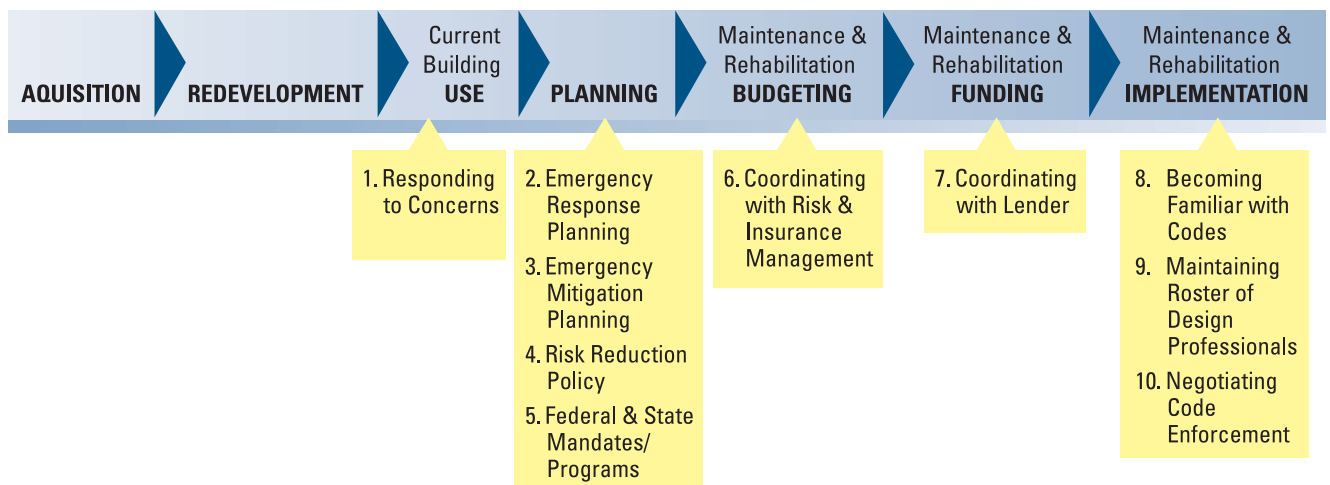 AQUISITION
REDEVELOPMENT
Current
Building
USE
PLANNING
Maintenance &
Rehabilitation
BUDGETING
Maintenance &
Rehabilitation
FUNDING
Maintenance &
Rehabilitation
IMPLEMENTATION
1. Responding
to Concerns
2. Emergency
Response
Planning
3. Emergency
Mitigation
Planning
4. Risk Reduction
Policy
5. Federal & State
Mandates/
Programs
6. Coordinating
with Risk &
Insurance
Management
7. Coordinating
with Lender
8. Becoming
Familiar with
Codes
9. Maintaining
Roster of
Design
Professionals
10. Negotiating
Code
Enforcement